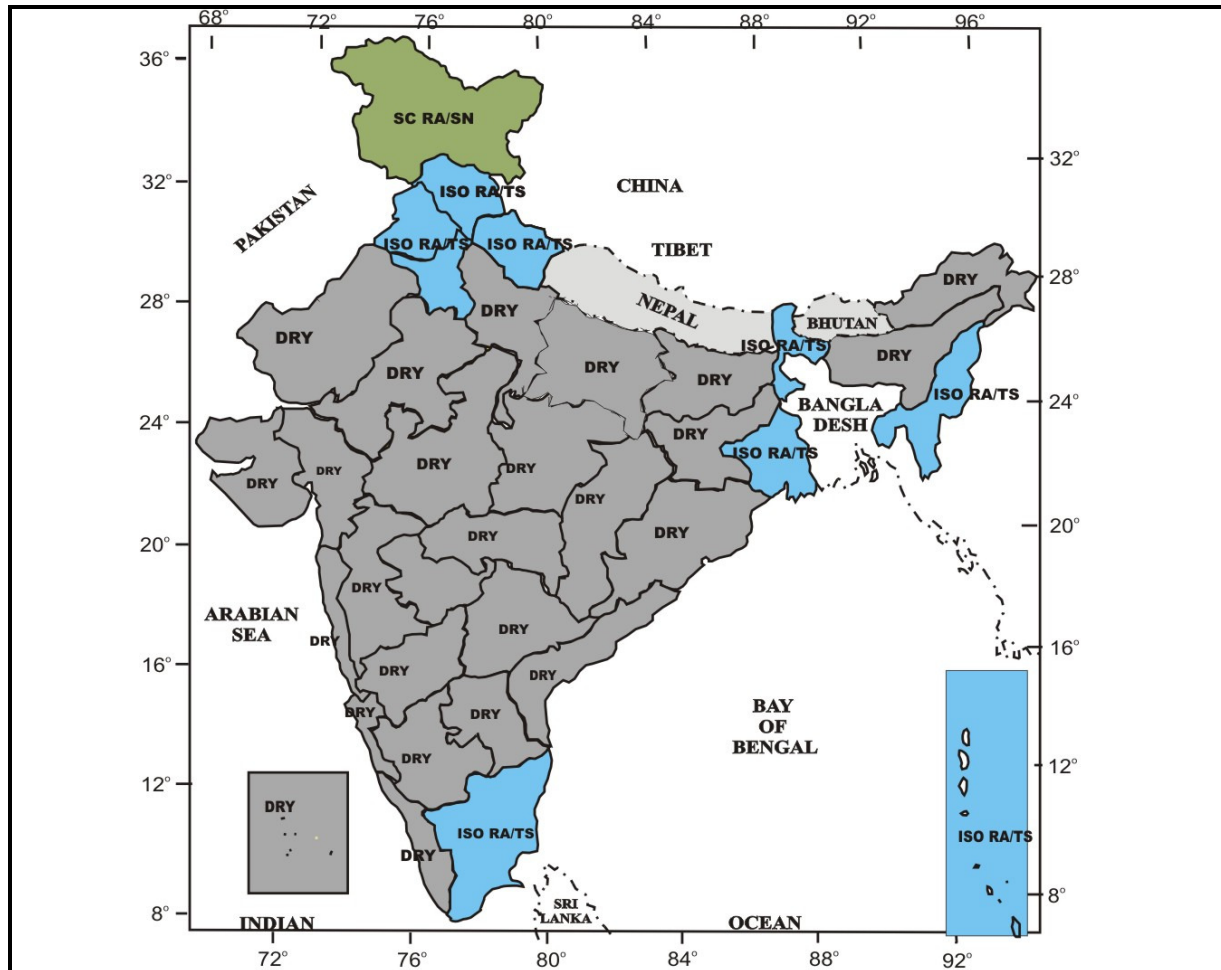 68° 72° 76° 80° 84° 88° 92° 96°
36°
SC RA/SN
32°
32°
ISO RA/TS
CHINA
PAKISTAN
ISO RA/TS
ISO RA/TS
TIBET
28°
28°
DRY
NEPAL
BHUTAN
DRY
DRY
ISO RA/TS
DRY
DRY
DRY
DRY
ISO RA/TS
24°
24°
BANGLA
DESH
DRY
ISO RA/TS
DRY
DRY
DRY
DRY
DRY
20°
20°
DRY
DRY
DRY
ARABIAN
SEA
DRY
DRY
16°
16°
DRY
DRY
DRY
DRY
BAY
OF
BENGAL
DRY
12°
12°
DRY
ISO RA/TS
ISO RA/TS
DRY
8°
8°
SRI
LANKA
INDIAN
OCEAN
72° 76° 80° 84° 88° 92°